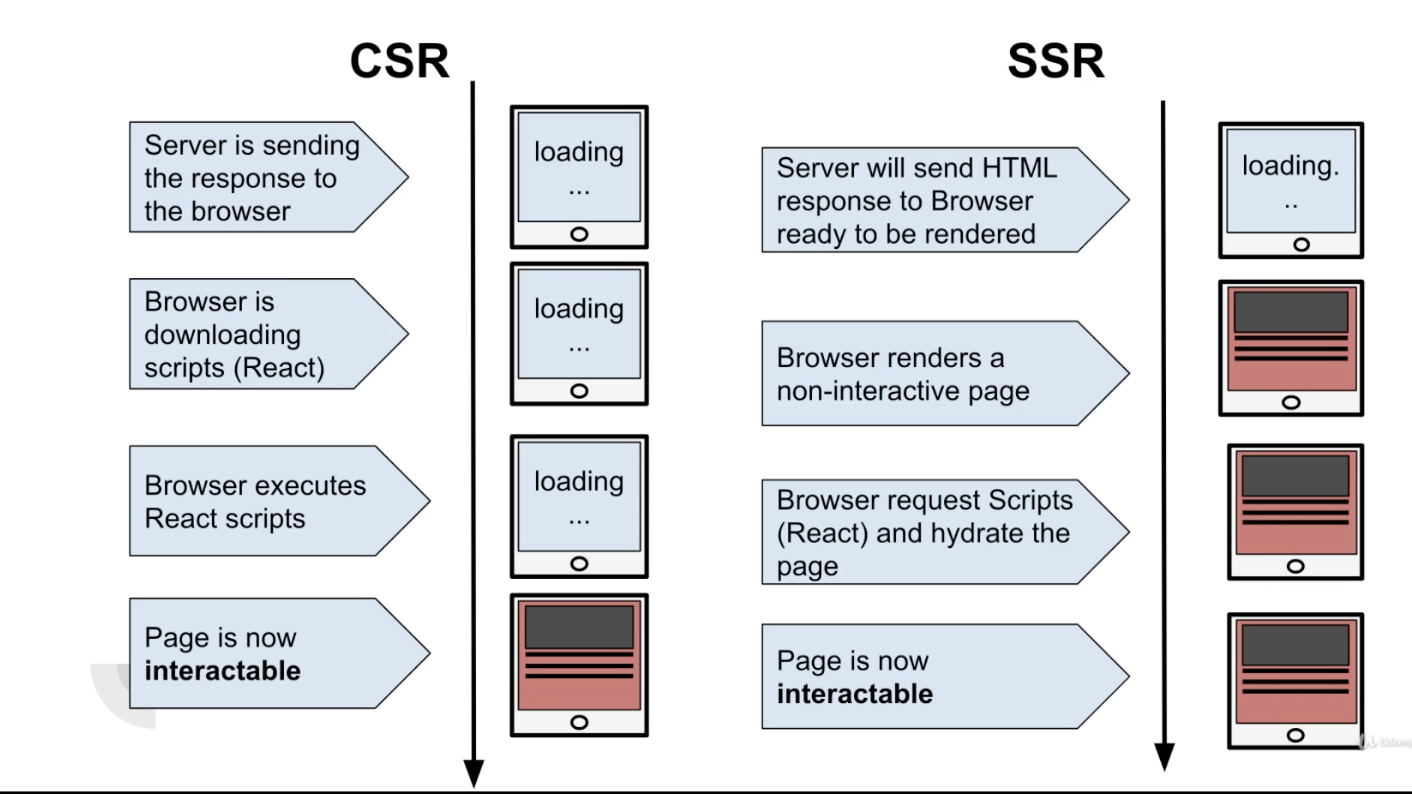 CSR
Server is sending
the response to
the browser
loading
...
Browser is
downloading
scripts (React)
loading
...
Browser executes
React scripts
loading
...
Page is now
interactable
SSR
Server will send HTML
response to Browser
ready to be rendered
loading.
..
Browser renders a
non-interactive page
Browser request Scripts
(React) and hydrate the
page
Page is now
interactable
Udemy